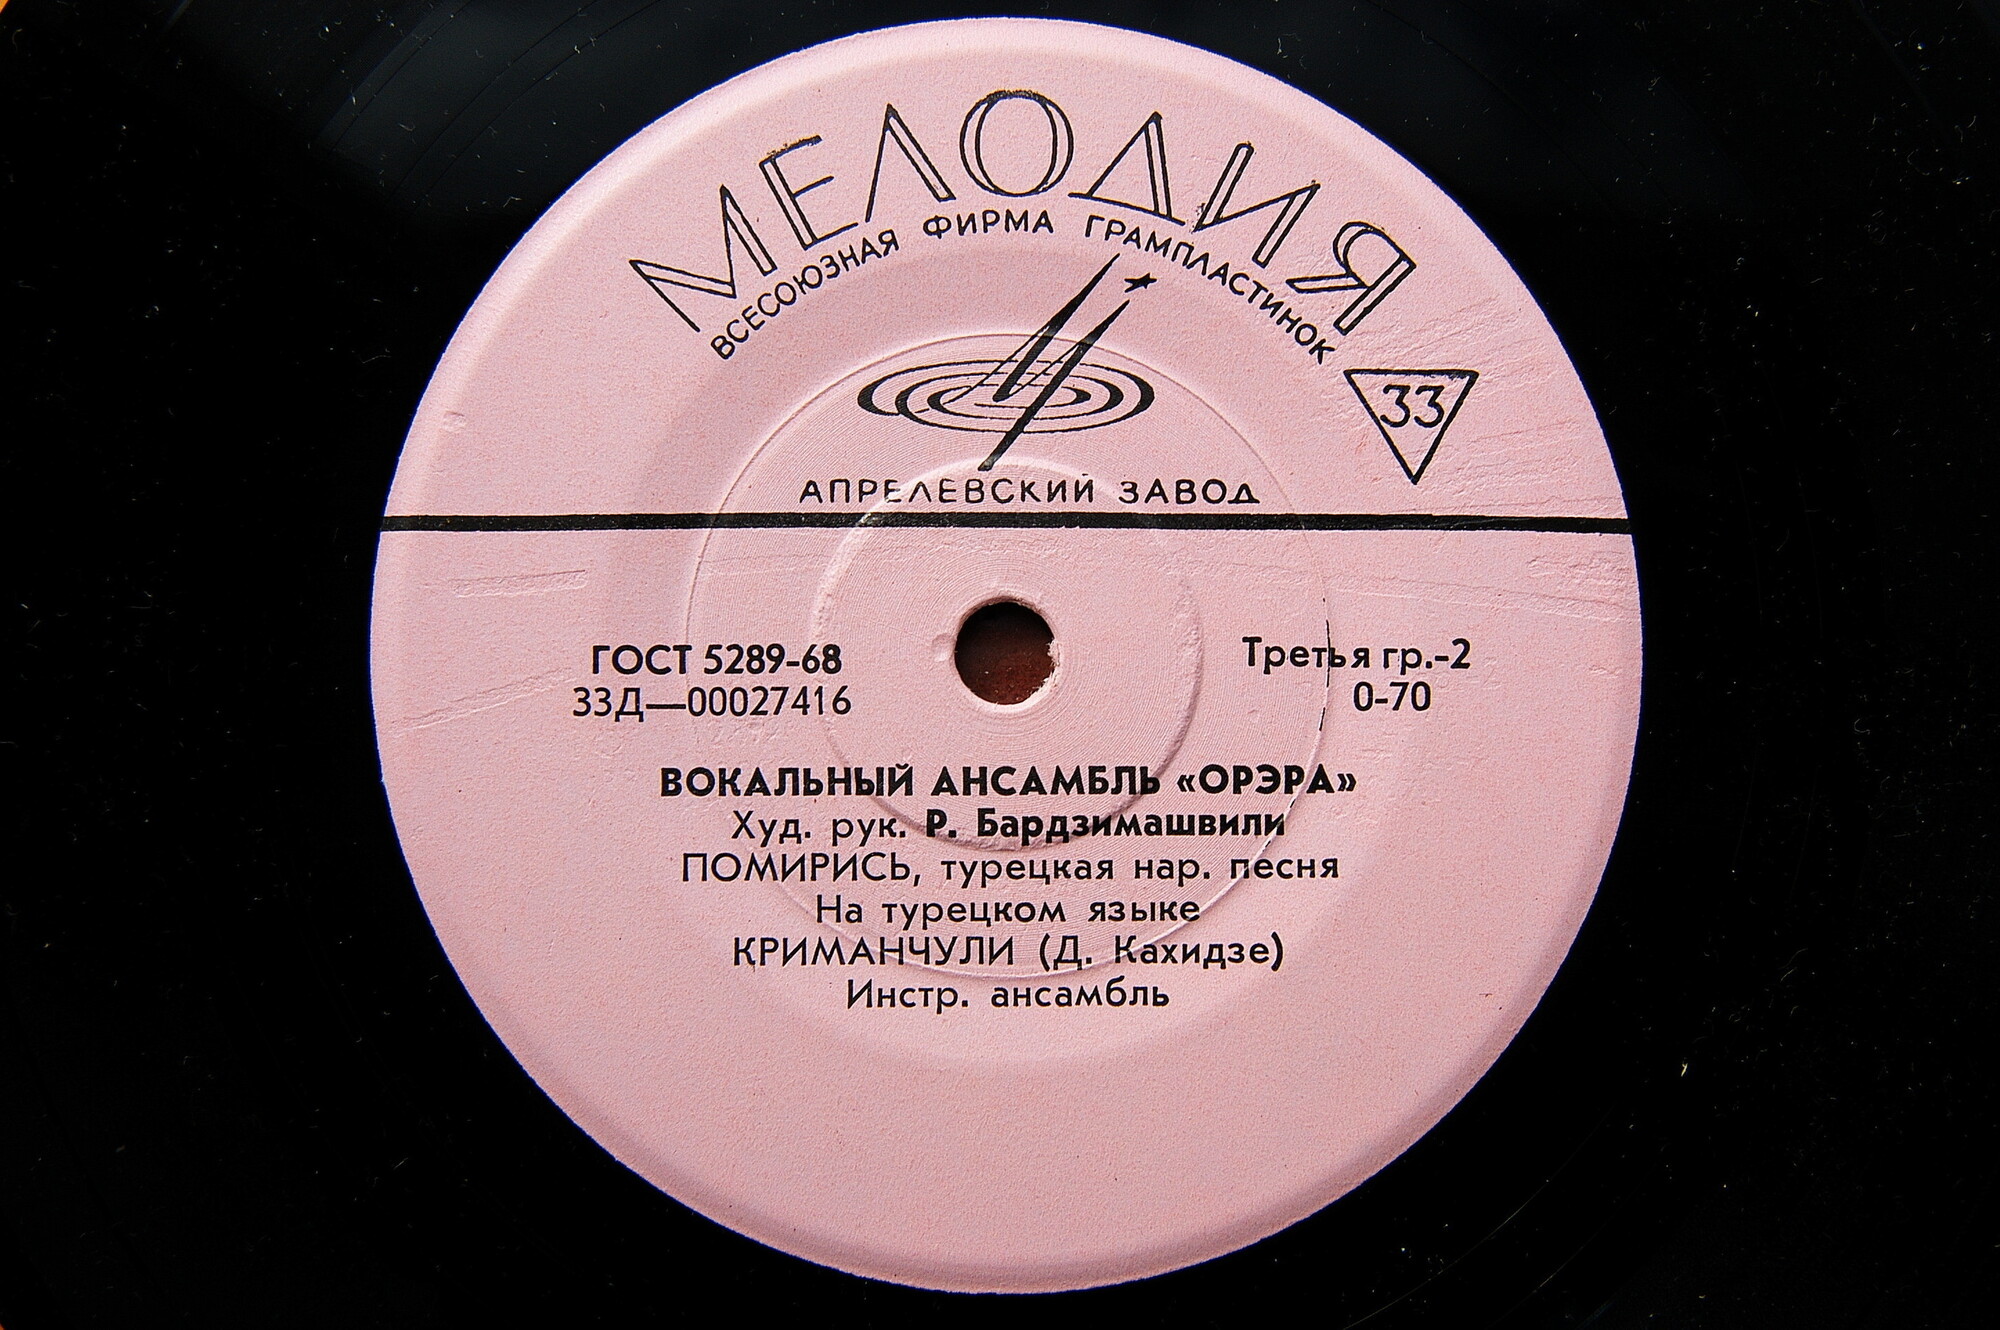 МЕЛОДИЯ
ВСЕСОЮЗНАЯ ФИРМА ГРАМПЛАСТИНОК
33
АПРЕЛЕВСКИЙ ЗАВОД
ГОСТ 5289-68
33Д—00027416
Третья гр.-2
0-70
ВОКАЛЬНЫЙ АНСАМБЛЬ «ОРЭРА»
Худ. рук. Р. Бардзимашвили
ПОМИРИСЬ, турецкая нар. песня
На турецком языке
КРИМАНЧУЛИ (Д. Кахидзе)
Инстр. ансамбль